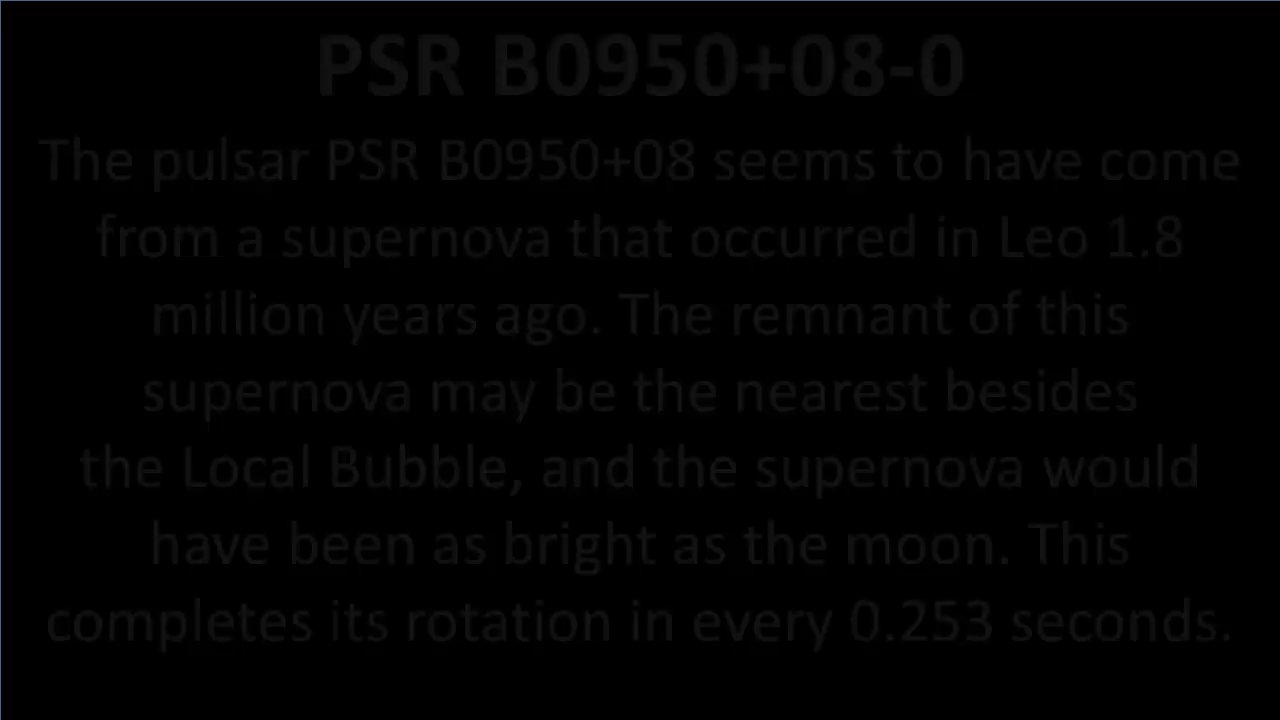 PSR B0950+08-0
The pulsar PSR B0950+08 seems to have come
from a supernova that occurred in Leo 1.8
million years ago. The remnant of this
supernova may be the nearest besides
the Local Bubble, and the supernova would
have been as bright as the moon. This
completes its rotation in every 0.253 seconds.